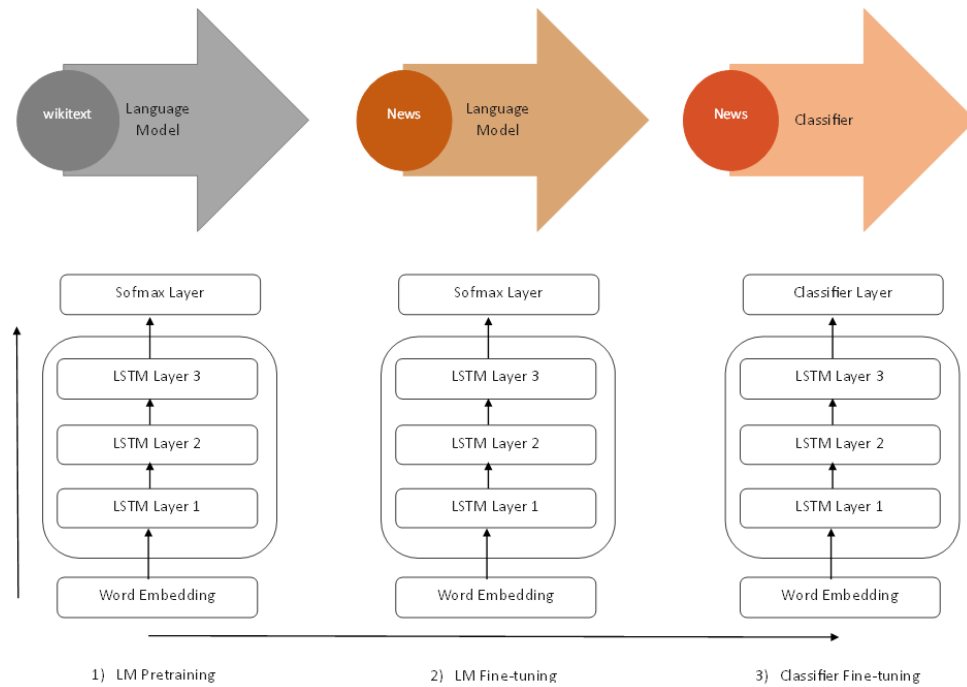 wikitext
Language
Model
News
Language
Model
News
Classifier
Sofmax Layer
LSTM Layer 3
LSTM Layer 2
LSTM Layer 1
Word Embedding
Sofmax Layer
LSTM Layer 3
LSTM Layer 2
LSTM Layer 1
Word Embedding
Classifier Layer
LSTM Layer 3
LSTM Layer 2
LSTM Layer 1
Word Embedding
1) LM Pretraining
2) LM Fine-tuning
3) Classifier Fine-tuning